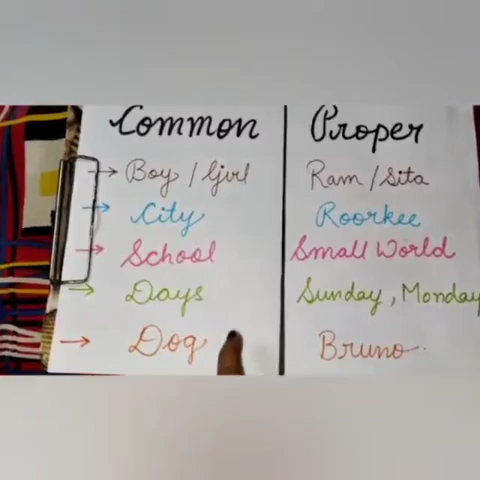 Common Proper
→ Boy / Girl Ram / Sita
→ City Roorkee
→ School Small World
→ Days Sunday, Monday
→ Dog Bruno.